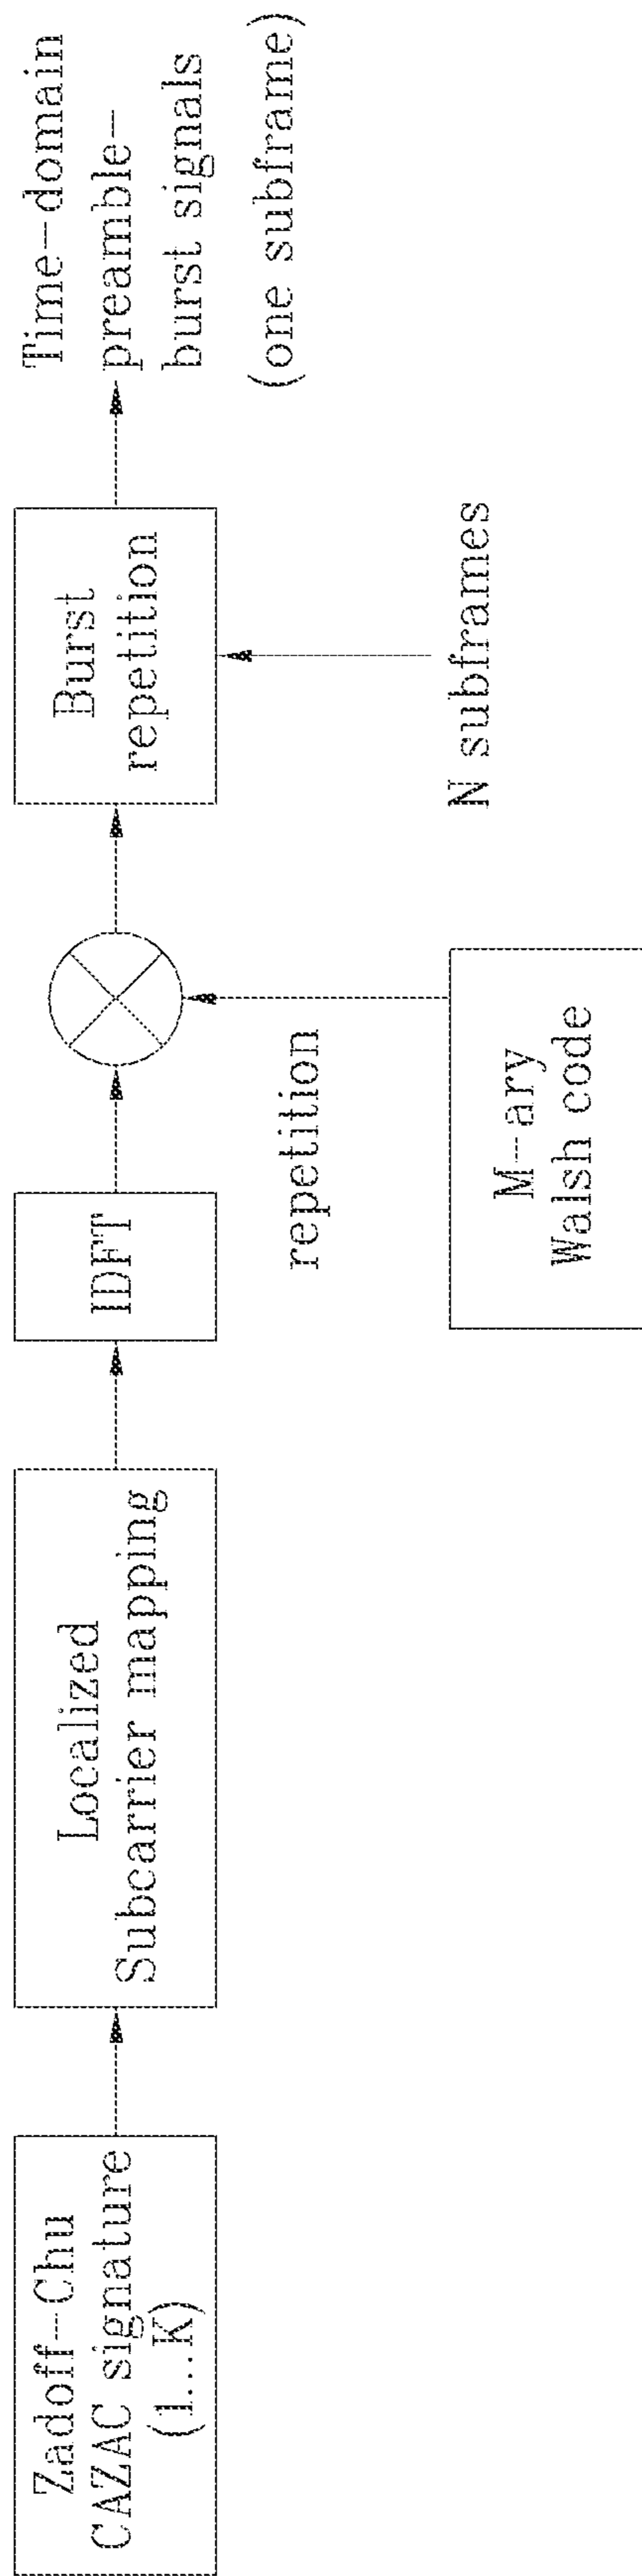 Zadoff-Chu
CAZAC signature
(1...K)
Localized
Subcarrier mapping
IDFT
repetition
M-ary
Walsh code
Burst
repetition
N subframes
Time-domain
preamble-
burst signals
(one subframe)